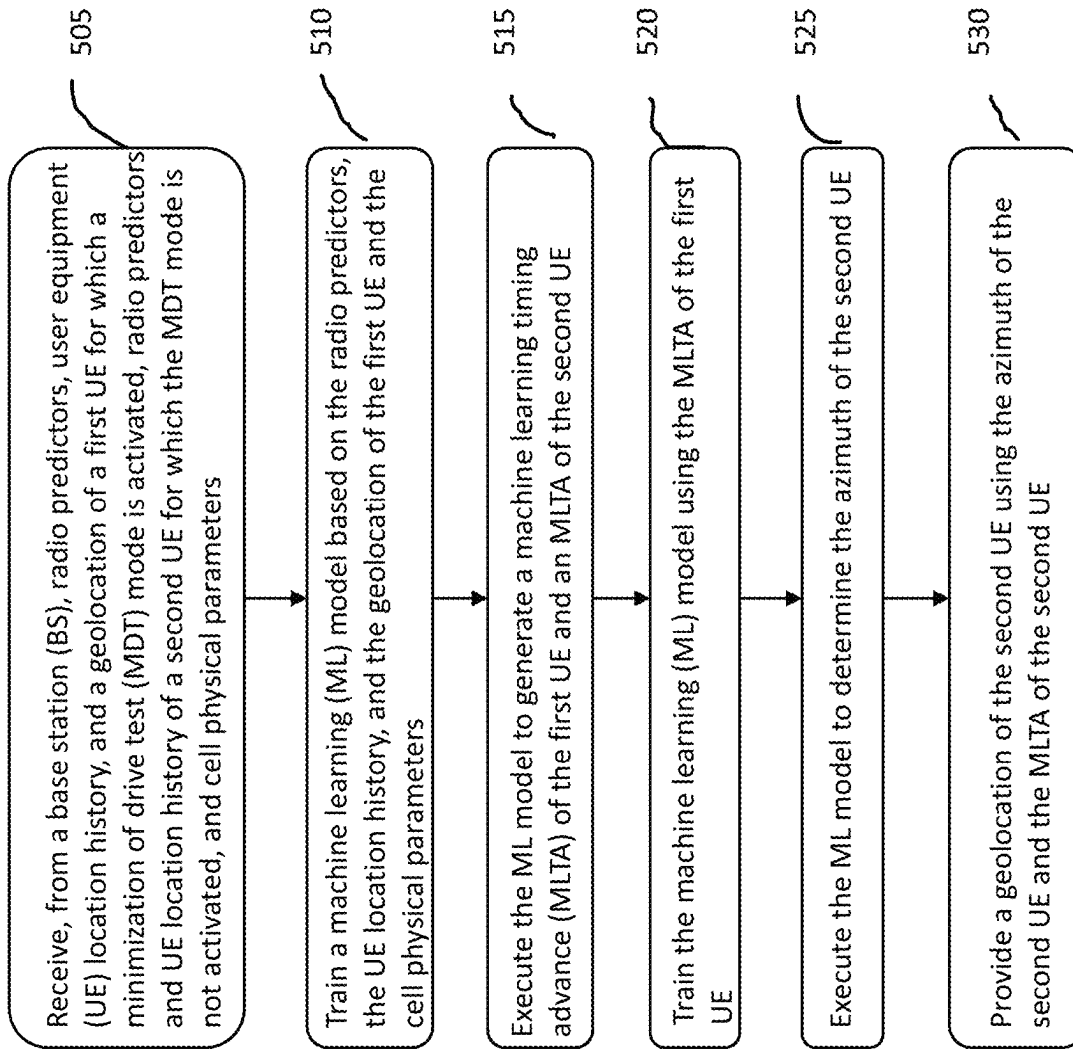 Receive, from a base station (BS), radio predictors, user equipment
(UE) location history, and a geolocation of a first UE for which a
minimization of drive test (MDT) mode is activated, radio predictors
and UE location history of a second UE for which the MDT mode is
not activated, and cell physical parameters
505
Train a machine learning (ML) model based on the radio predictors,
the UE location history, and the geolocation of the first UE and the
cell physical parameters
510
Execute the ML model to generate a machine learning timing
advance (MLTA) of the first UE and an MLTA of the second UE
515
Train the machine learning (ML) model using the MLTA of the first
UE
520
Execute the ML model to determine the azimuth of the second UE
525
Provide a geolocation of the second UE using the azimuth of the
second UE and the MLTA of the second UE
530